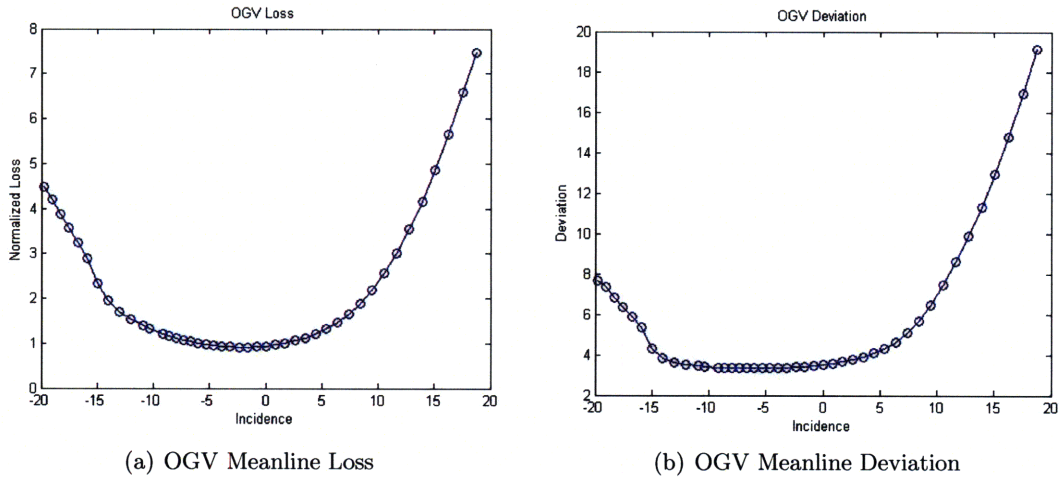 OGV Loss
8
7
6
5
4
3
2
1
0
Normalized Loss
-20 -15 -10 -5 0 5 10 15 20
Incidence
(a) OGV Meanline Loss
OGV Deviation
20
18
16
14
12
10
8
6
4
2
Deviation
-20 -15 -10 -5 0 5 10 15 20
Incidence
(b) OGV Meanline Deviation